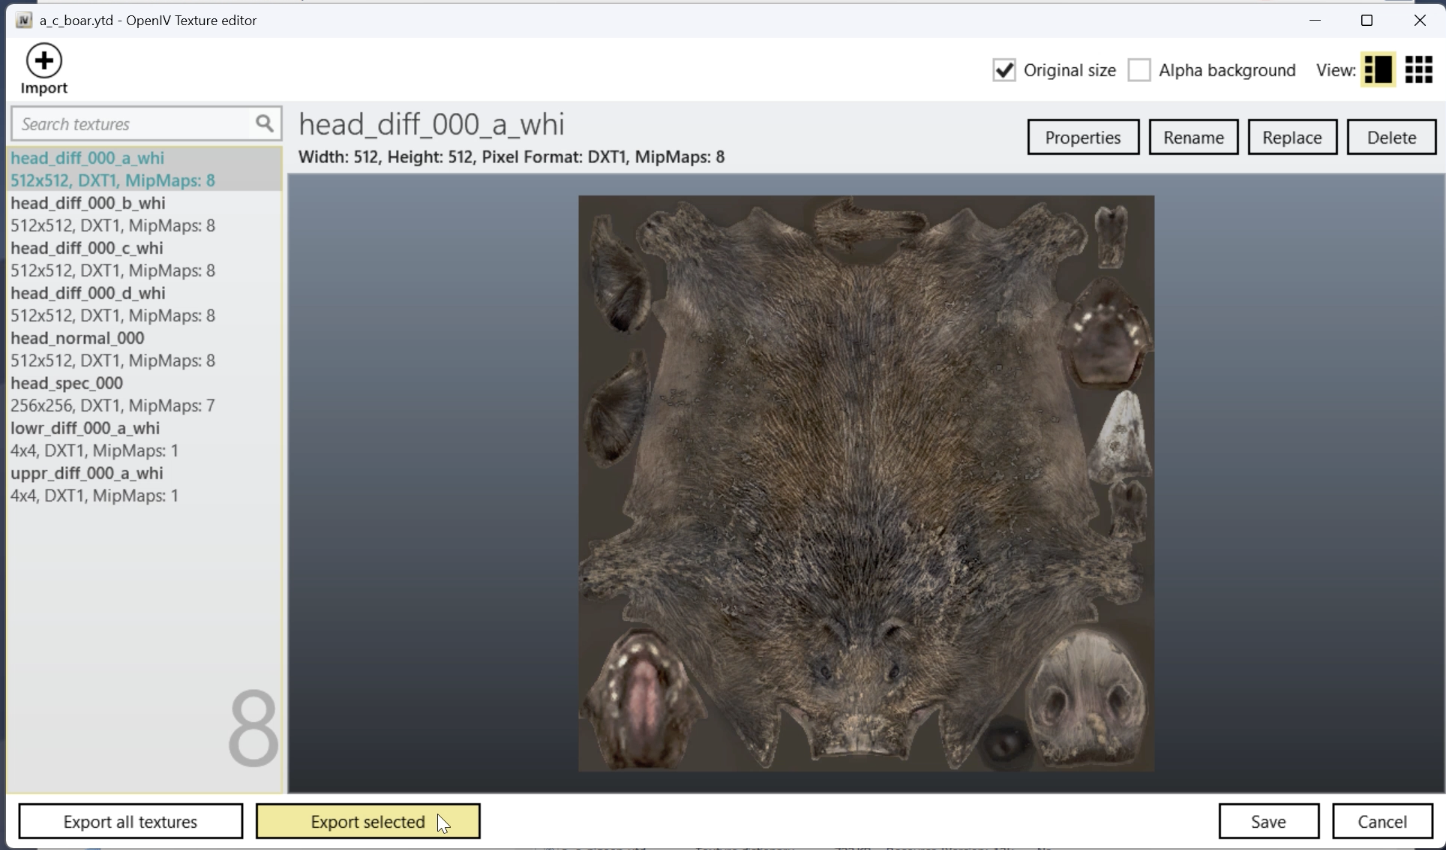 a_c_boar.ytd - OpenIV Texture editor
Import
Original size
Alpha background
View:
Search textures
head_diff_000_a_whi
512x512, DXT1, MipMaps: 8
head_diff_000_b_whi
512x512, DXT1, MipMaps: 8
head_diff_000_c_whi
512x512, DXT1, MipMaps: 8
head_diff_000_d_whi
512x512, DXT1, MipMaps: 8
head_normal_000
512x512, DXT1, MipMaps: 8
head_spec_000
256x256, DXT1, MipMaps: 7
lowr_diff_000_a_whi
4x4, DXT1, MipMaps: 1
uppr_diff_000_a_whi
4x4, DXT1, MipMaps: 1
8
head_diff_000_a_whi
Width: 512, Height: 512, Pixel Format: DXT1, MipMaps: 8
Properties
Rename
Replace
Delete
Export all textures
Export selected
Save
Cancel